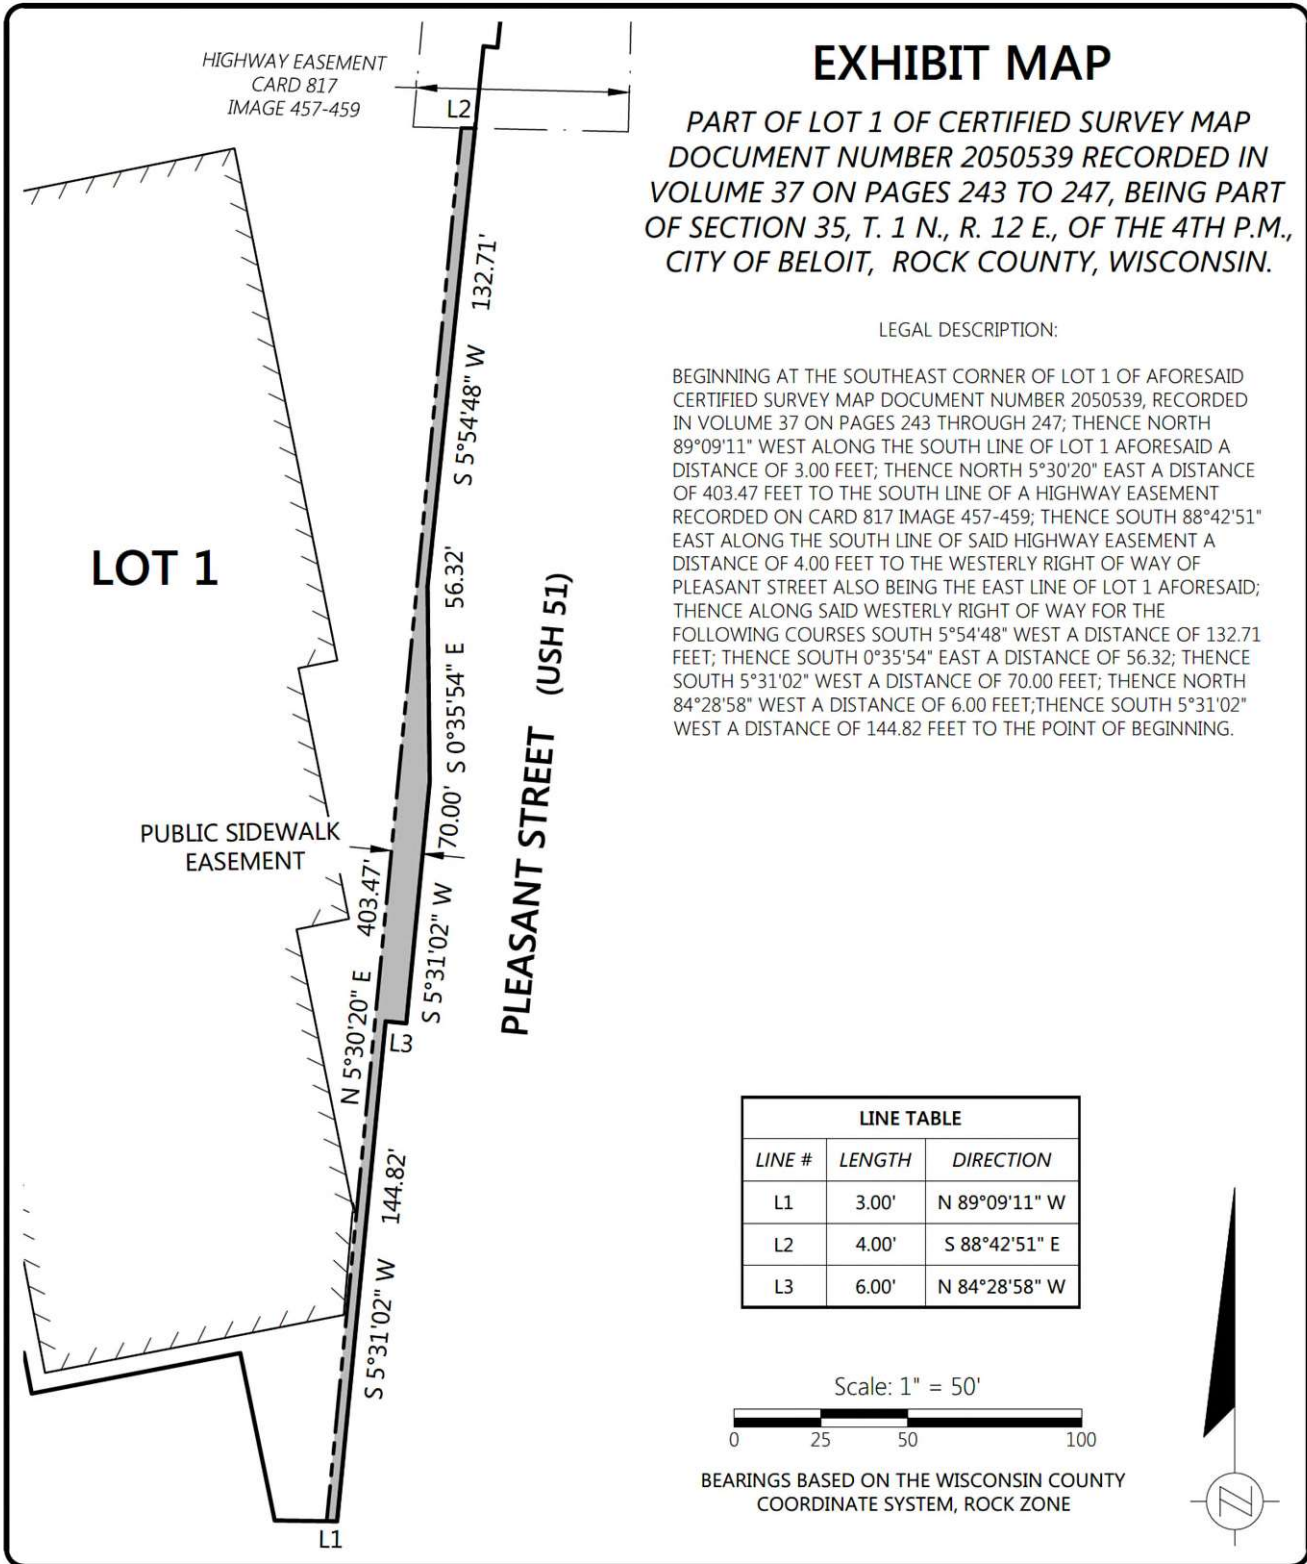 EXHIBIT MAP
PART OF LOT 1 OF CERTIFIED SURVEY MAP
DOCUMENT NUMBER 2050539 RECORDED IN
VOLUME 37 ON PAGES 243 TO 247, BEING PART
OF SECTION 35, T. 1 N., R. 12 E., OF THE 4TH P.M.,
CITY OF BELOIT, ROCK COUNTY, WISCONSIN.
LEGAL DESCRIPTION:
BEGINNING AT THE SOUTHEAST CORNER OF LOT 1 OF AFORESAID
CERTIFIED SURVEY MAP DOCUMENT NUMBER 2050539, RECORDED
IN VOLUME 37 ON PAGES 243 THROUGH 247; THENCE NORTH
89°09'11" WEST ALONG THE SOUTH LINE OF LOT 1 AFORESAID A
DISTANCE OF 3.00 FEET; THENCE NORTH 5°30'20" EAST A DISTANCE
OF 403.47 FEET TO THE SOUTH LINE OF A HIGHWAY EASEMENT
RECORDED ON CARD 817 IMAGE 457-459; THENCE SOUTH 88°42'51"
EAST ALONG THE SOUTH LINE OF SAID HIGHWAY EASEMENT A
DISTANCE OF 4.00 FEET TO THE WESTERLY RIGHT OF WAY OF
PLEASANT STREET ALSO BEING THE EAST LINE OF LOT 1 AFORESAID;
THENCE ALONG SAID WESTERLY RIGHT OF WAY FOR THE
FOLLOWING COURSES SOUTH 5°54'48" WEST A DISTANCE OF 132.71
FEET; THENCE SOUTH 0°35'54" EAST A DISTANCE OF 56.32; THENCE
SOUTH 5°31'02" WEST A DISTANCE OF 70.00 FEET; THENCE NORTH
84°28'58" WEST A DISTANCE OF 6.00 FEET;THENCE SOUTH 5°31'02"
WEST A DISTANCE OF 144.82 FEET TO THE POINT OF BEGINNING.
HIGHWAY EASEMENT
CARD 817
IMAGE 457-459
L2
S 5°54'48" W 132.71'
LOT 1
S 0°35'54" E 56.32'
PLEASANT STREET (USH 51)
PUBLIC SIDEWALK
EASEMENT
S 5°31'02" W 70.00'
N 5°30'20" E 403.47'
L3
S 5°31'02" W 144.82'
L1
LINE TABLE
LINE # LENGTH DIRECTION
L1 3.00' N 89°09'11" W
L2 4.00' S 88°42'51" E
L3 6.00' N 84°28'58" W
Scale: 1" = 50'
0 25 50 100
BEARINGS BASED ON THE WISCONSIN COUNTY
COORDINATE SYSTEM, ROCK ZONE
N